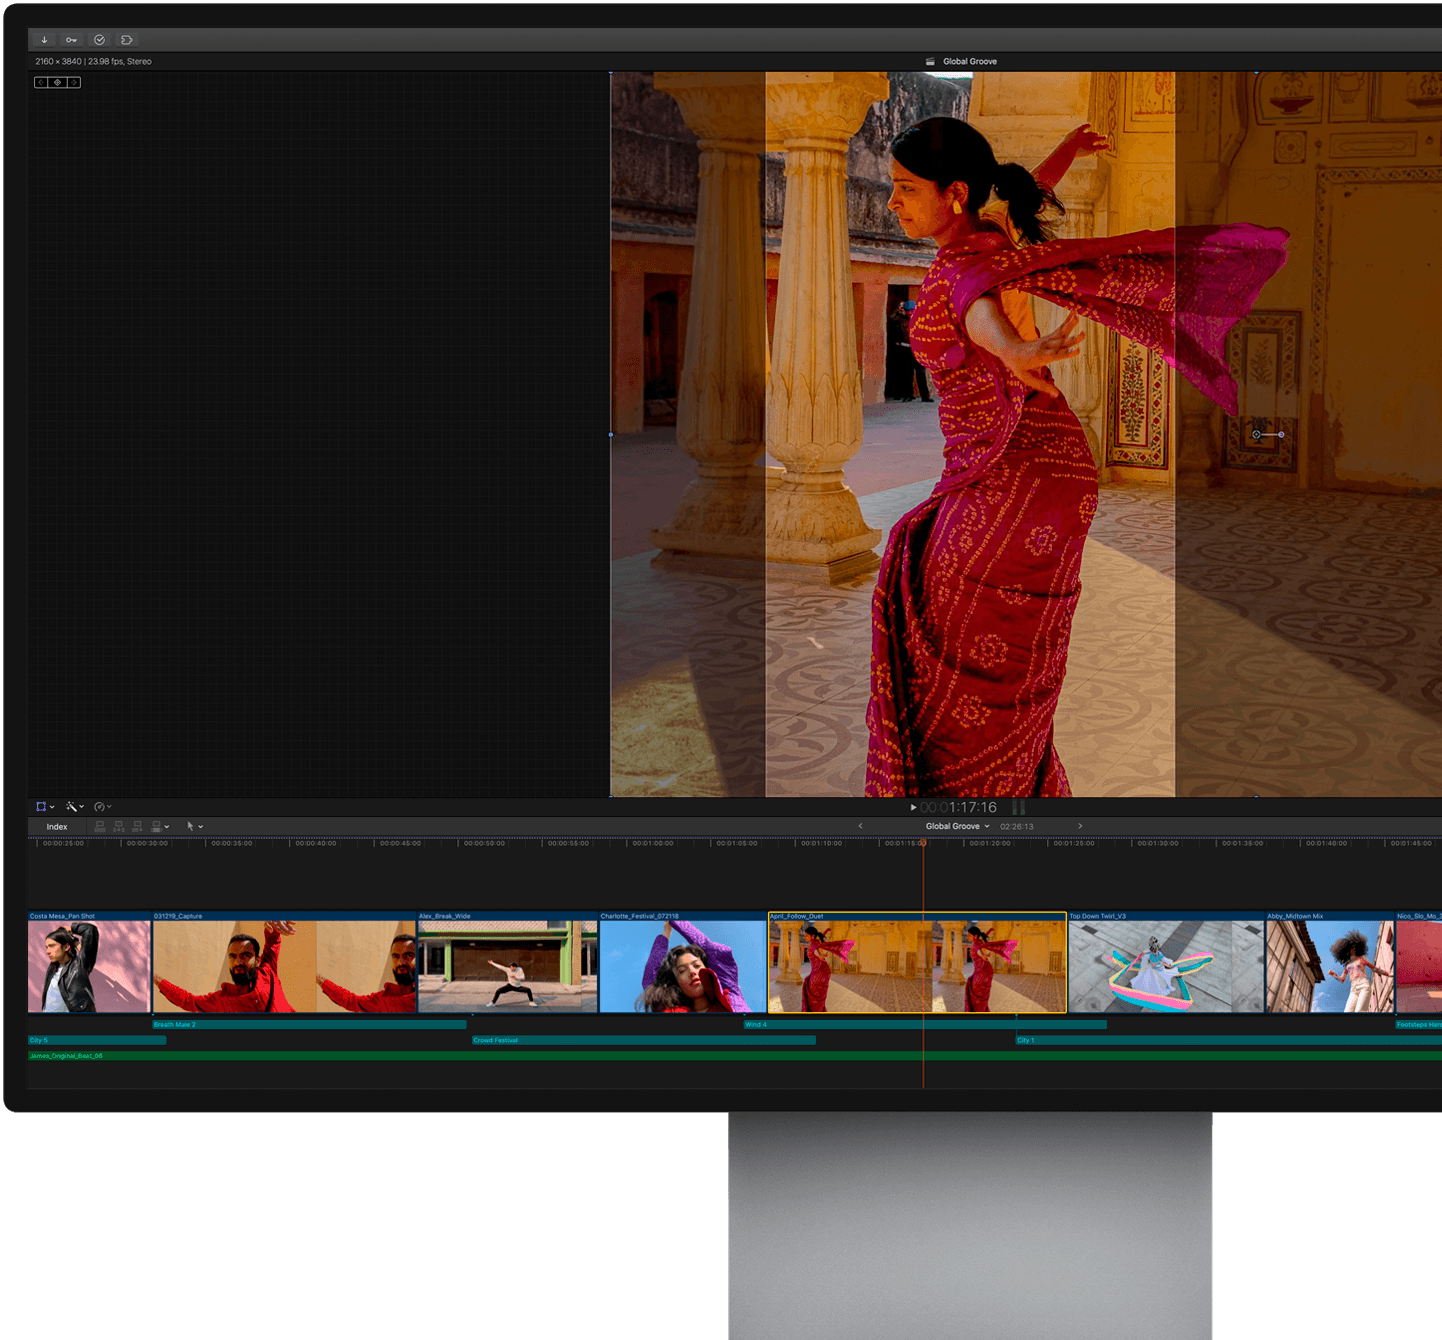 2160 × 3840 | 23.98 fps, Stereo
Global Groove
00:00:1:17:16
Index
Global Groove
02:26:13
00:00:25:00
00:00:30:00
00:00:35:00
00:00:40:00
00:00:45:00
00:00:50:00
00:00:55:00
00:01:00:00
00:01:05:00
00:01:10:00
00:01:15:00
00:01:20:00
00:01:25:00
00:01:30:00
00:01:35:00
00:01:40:00
00:01:45:00
Costa Mesa_Pan Shot
031219_Capture
Alex_Break_Wide
Charlotte_Festival_072118
April_Follow_Duet
Top Down Twirl_V3
Abby_Midtown Mix
Nico_Slo_Mo_
Breath Male 2
Wind 4
Footsteps Hard
City 5
Crowd Festival
City 1
James_Original_Beat_06